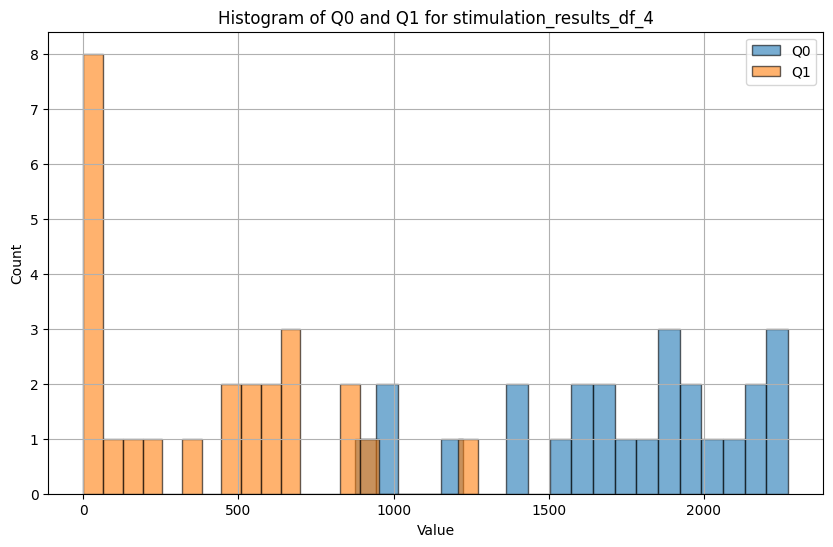 Histogram of Q0 and Q1 for stimulation_results_df_4
Q0
Q1
Count
8
7
6
5
4
3
2
1
0
0
500
1000
1500
2000
Value